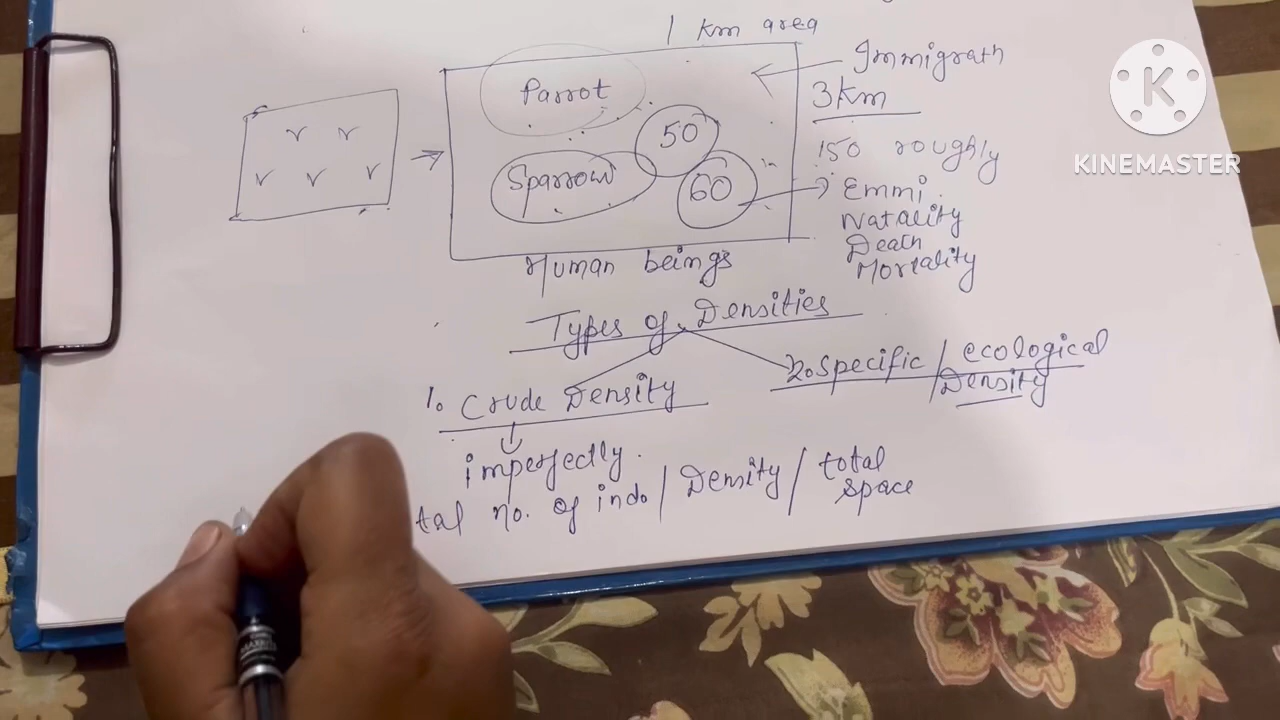 1 km area
Parrot
50
Sparrow
60
Immigrath
3km
150 roughly
Emmi.
Natality
Death
Mortality
Human beings
Types of Densities
1. Crude Density
2. Specific / ecological
Density
imperfectly.
tal no. of indo / Density / total
space
K
KINEMASTER